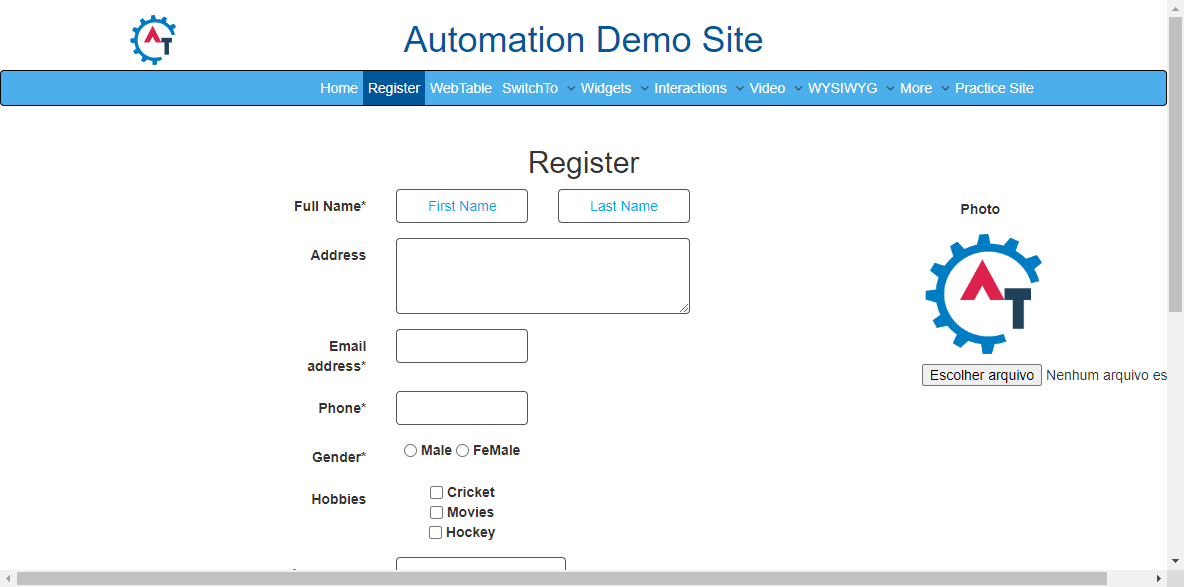 AT
Automation Demo Site
Home Register WebTable SwitchTo Widgets Interactions Video WYSIWYG More Practice Site
Register
Full Name* First Name Last Name
Photo
Address
AT
Email address*
Escolher arquivo Nenhum arquivo es
Phone*
Gender* Male FeMale
Hobbies Cricket
Movies
Hockey